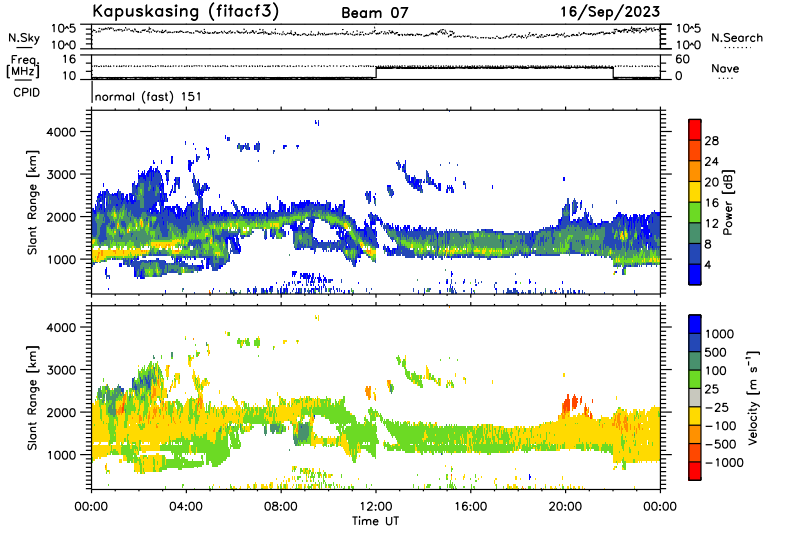 Kapuskasing (fitacf3) Beam 07 16/Sep/2023
N.Sky 10^5 10^0 10^5 10^0 N.Search
Freq. [MHz] 16 10 60 0 Nave
CPID normal (fast) 151
Slant Range [km] 4000 3000 2000 1000
28 24 20 16 12 8 4 Power [dB]
Slant Range [km] 4000 3000 2000 1000
1000 500 100 25 −25 −100 −500 −1000 Velocity [m s⁻¹]
00:00 04:00 08:00 12:00 16:00 20:00 00:00
Time UT